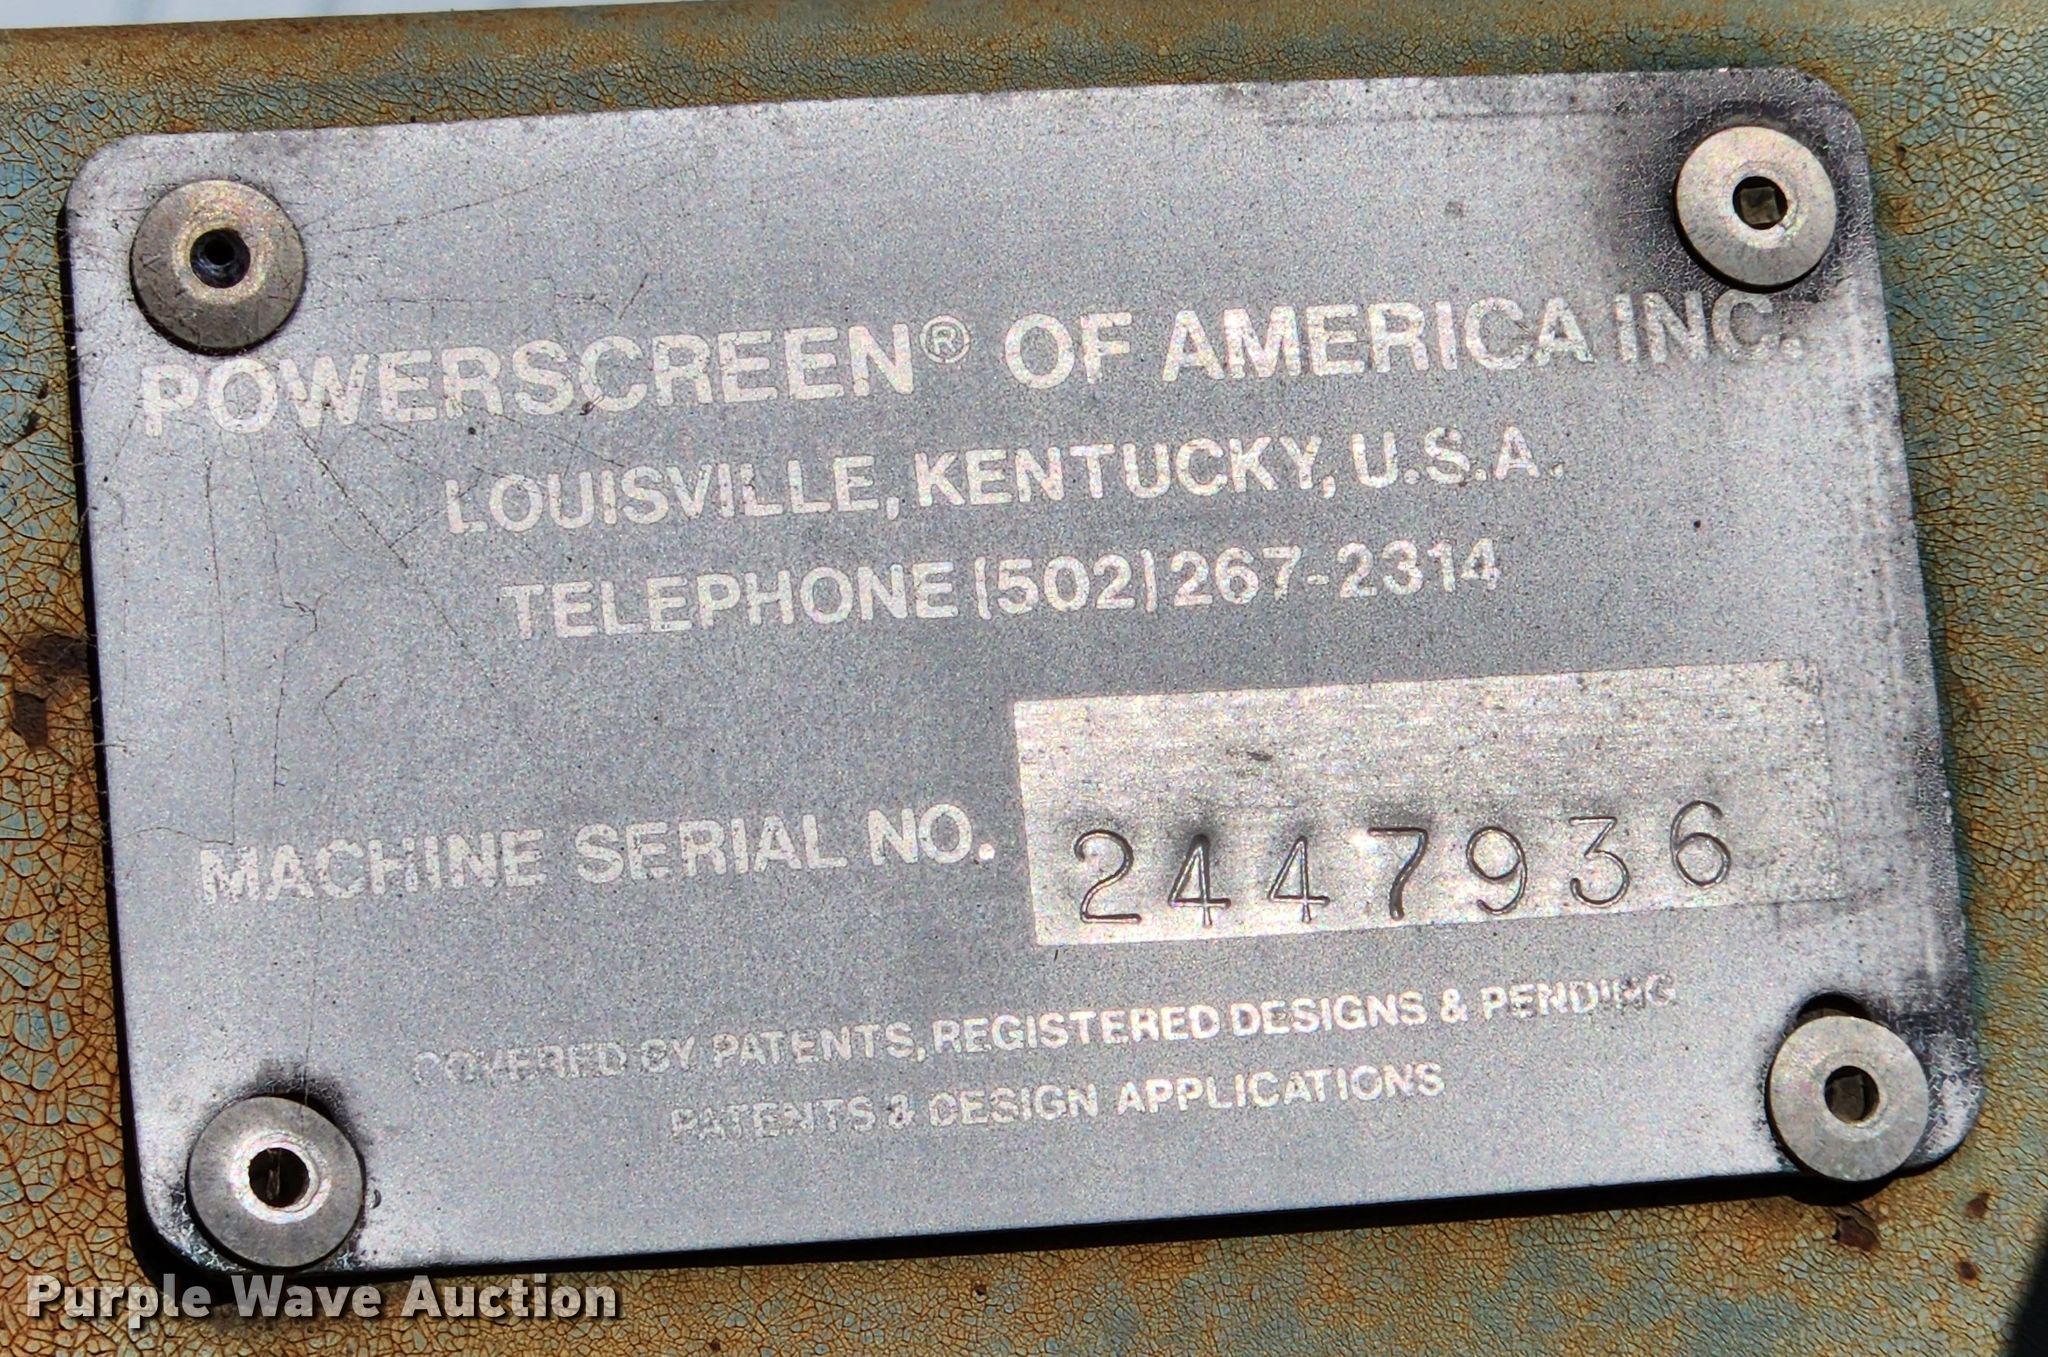 POWERSCREEN® OF AMERICA INC.
LOUISVILLE, KENTUCKY, U.S.A.
TELEPHONE (502) 267-2314
MACHINE SERIAL NO. 2447936
COVERED BY PATENTS, REGISTERED DESIGNS & PENDING
PATENTS & DESIGN APPLICATIONS
Purple Wave Auction